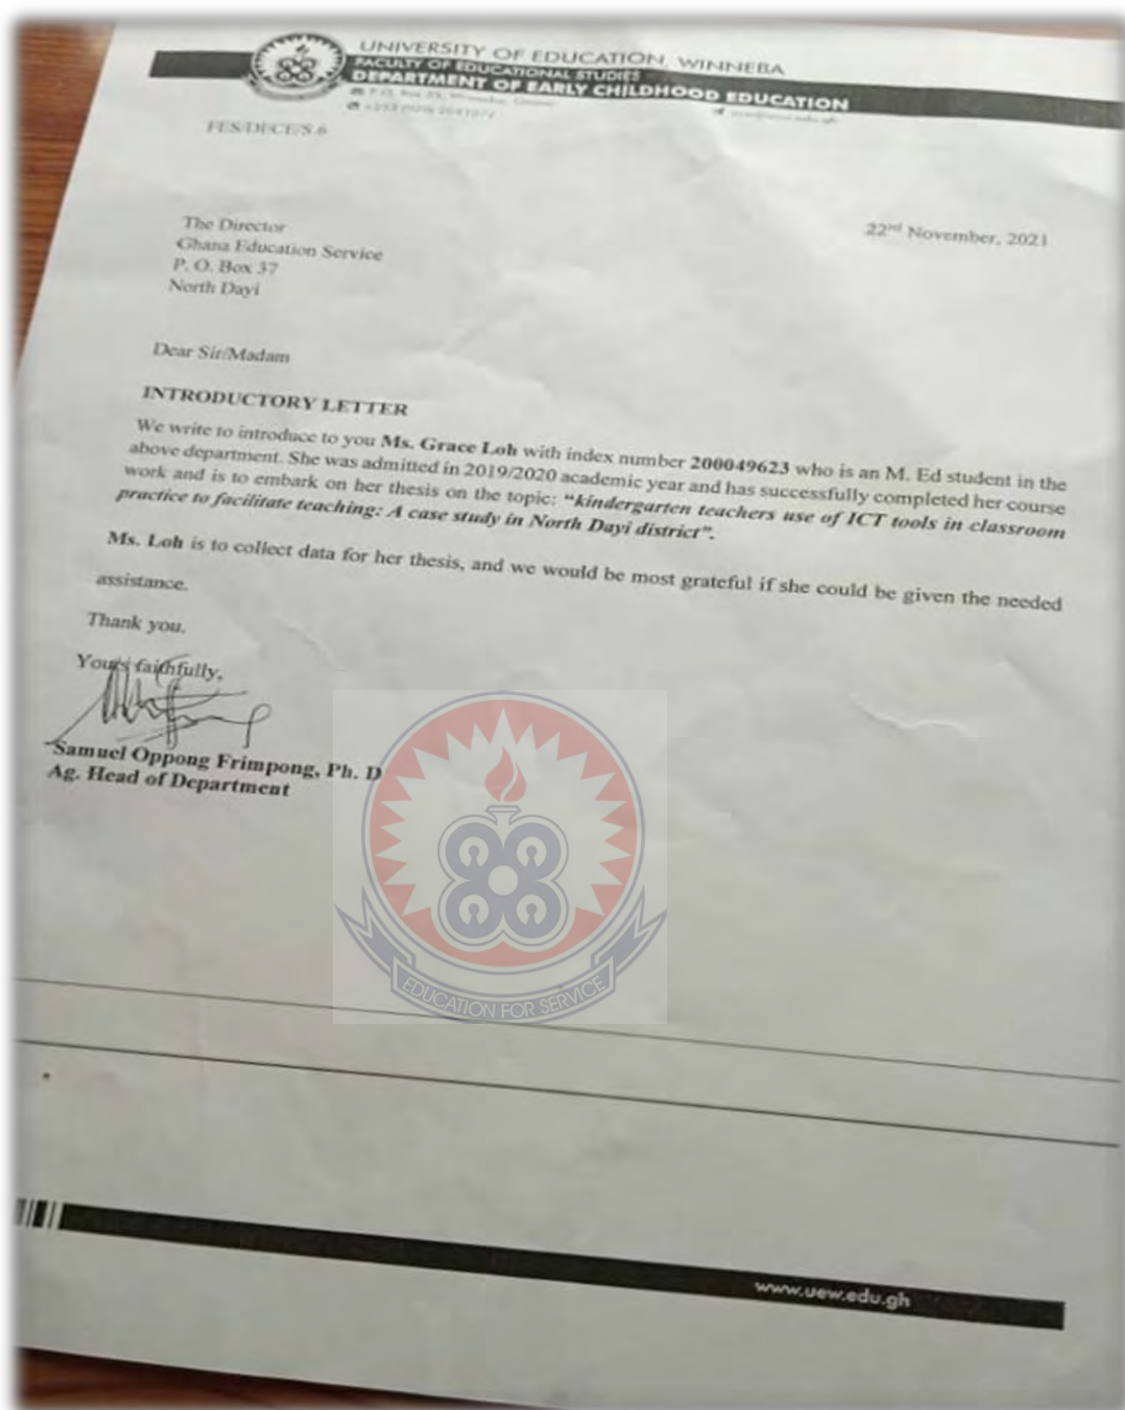 UNIVERSITY OF EDUCATION, WINNEBA
FACULTY OF EDUCATIONAL STUDIES
DEPARTMENT OF EARLY CHILDHOOD EDUCATION
FES/DECE/S.6
22nd November, 2021
The Director
Ghana Education Service
P. O. Box 37
North Dayi
Dear Sir/Madam
INTRODUCTORY LETTER
We write to introduce to you Ms. Grace Loh with index number 200049623 who is an M. Ed student in the
above department. She was admitted in 2019/2020 academic year and has successfully completed her course
work and is to embark on her thesis on the topic: “kindergarten teachers use of ICT tools in classroom
practice to facilitate teaching: A case study in North Dayi district”.
Ms. Loh is to collect data for her thesis, and we would be most grateful if she could be given the needed
assistance.
Thank you.
Yours faithfully,
Samuel Oppong Frimpong, Ph. D
Ag. Head of Department
EDUCATION FOR SERVICE
www.uew.edu.gh